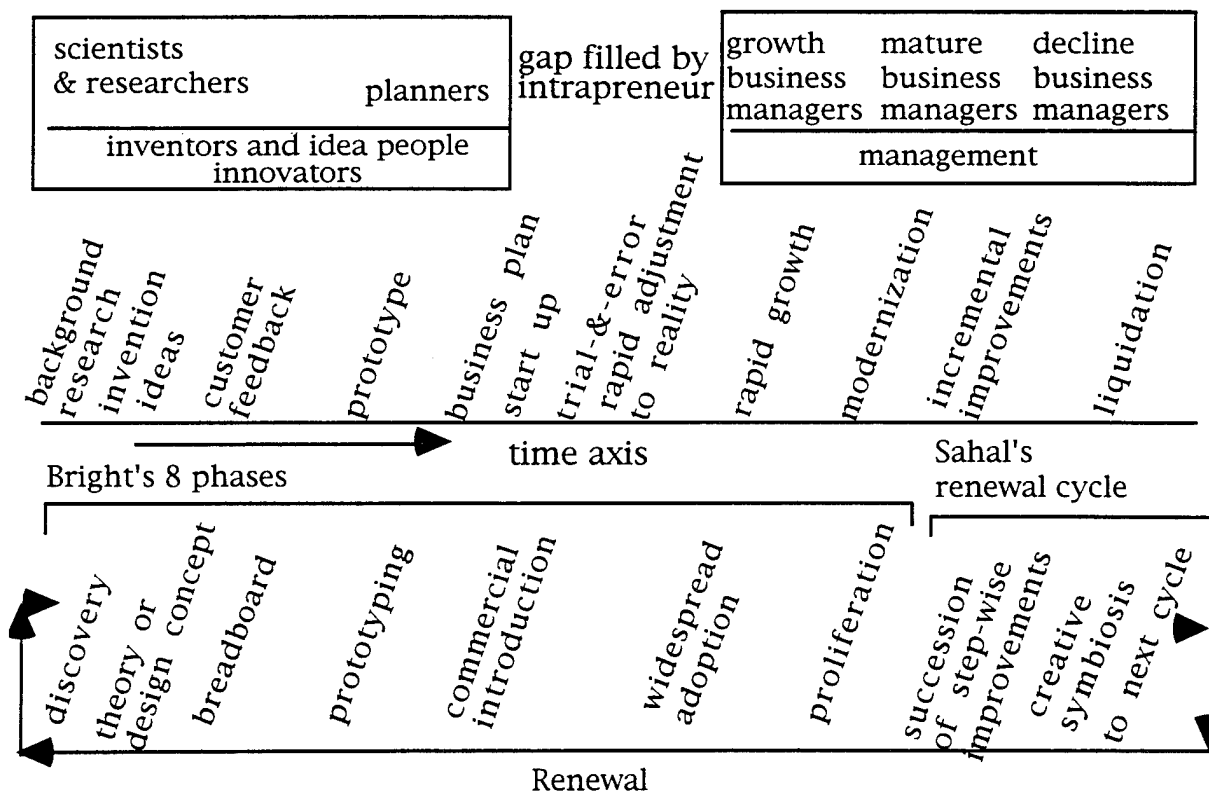 scientists
& researchers
planners
inventors and idea people
innovators
gap filled by
intrapreneur
growth
business
managers
mature
business
managers
decline
business
managers
management
background
research
invention
ideas
customer
feedback
prototype
business plan
start up
trial-&-error
rapid adjustment
to reality
rapid growth
modernization
incremental
improvements
liquidation
time axis
Bright's 8 phases
Sahal's
renewal cycle
discovery
theory or
design concept
breadboard
prototyping
commercial
introduction
widespread
adoption
proliferation
succession
of step-wise
improvements
creative
symbiosis
to next cycle
Renewal